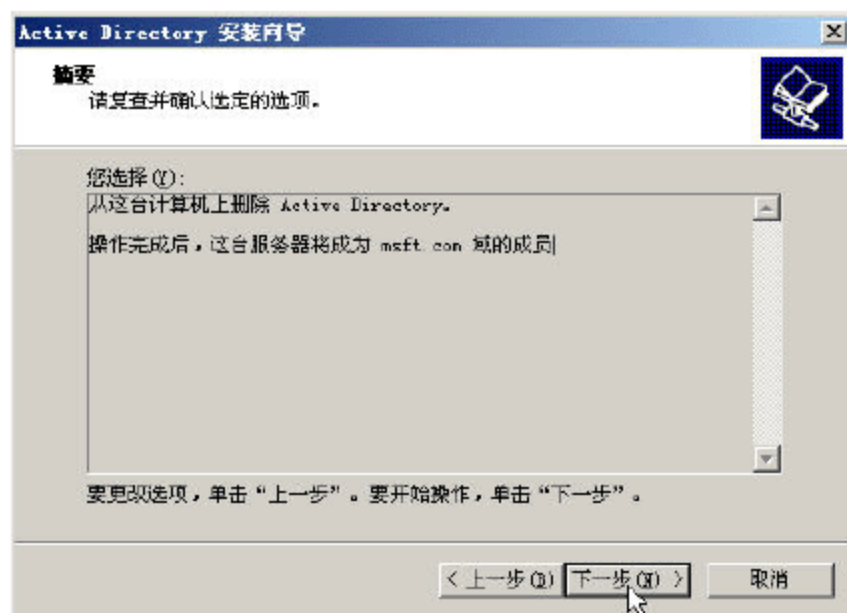 Active Directory 安装向导
摘要
请复查并确认选定的选项。
您选择(Y):
从这台计算机上删除 Active Directory。
操作完成后，这台服务器将成为 msft.com 域的成员
要更改选项，单击“上一步”。要开始操作，单击“下一步”。
< 上一步(B) 下一步(N) > 取消